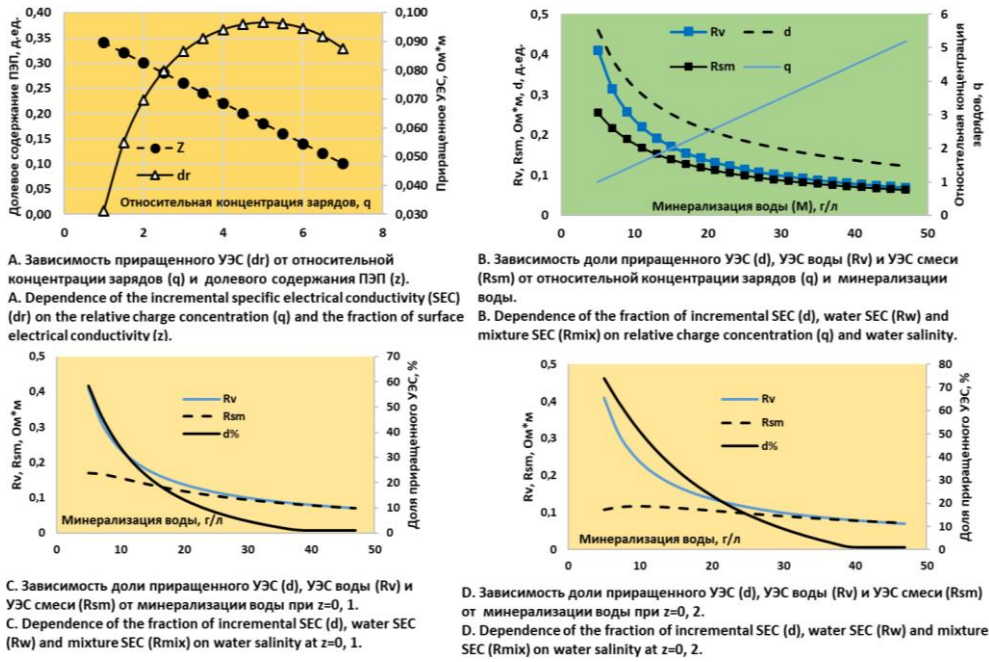 0,40
0,35
0,30
0,25
0,20
0,15
0,10
0,05
0,00
Долевое содержание ПЭП, д.ед.
Z
dr
Относительная концентрация зарядов, q
0 2 4 6 8
0,100
0,090
0,080
0,070
0,060
0,050
0,040
0,030
Приращенное УЭС, Ом*м
А. Зависимость приращенного УЭС (dr) от относительной
концентрации зарядов (q) и долевого содержания ПЭП (z).
A. Dependence of the incremental specific electrical conductivity (SEC)
(dr) on the relative charge concentration (q) and the fraction of surface
electrical conductivity (z).
0,5
0,4
0,3
0,2
0,1
0
Rv, Rsm, Ом*м, d, д.ед.
Rv d
Rsm q
Минерализация воды (М), г/л
0 10 20 30 40 50
6
5
4
3
2
1
0
Относительная концентрация
зарядов, q
B. Зависимость доли приращенного УЭС (d), УЭС воды (Rv) и УЭС смеси
(Rsm) от относительной концентрации зарядов (q) и минерализации
воды.
B. Dependence of the fraction of incremental SEC (d), water SEC (Rw) and
mixture SEC (Rmix) on relative charge concentration (q) and water salinity.
0,5
0,4
0,3
0,2
0,1
0
Rv, Rsm, Ом*м
Rv
Rsm
d%
Минерализация воды, г/л
0 10 20 30 40 50
70
60
50
40
30
20
10
0
Доля приращенного УЭС, %
C. Зависимость доли приращенного УЭС (d), УЭС воды (Rv) и
УЭС смеси (Rsm) от минерализации воды при z=0, 1.
C. Dependence of the fraction of incremental SEC (d), water SEC
(Rw) and mixture SEC (Rmix) on water salinity at z=0, 1.
0,5
0,4
0,3
0,2
0,1
0
Rv, Rsm, Ом*м
Rv
Rsm
d%
Минерализация воды, г/л
0 10 20 30 40 50
80
70
60
50
40
30
20
10
0
Доля приращенного УЭС, %
D. Зависимость доли приращенного УЭС (d), УЭС воды (Rv) и УЭС смеси (Rsm)
от минерализации воды при z=0, 2.
D. Dependence of the fraction of incremental SEC (d), water SEC (Rw) and mixture
SEC (Rmix) on water salinity at z=0, 2.